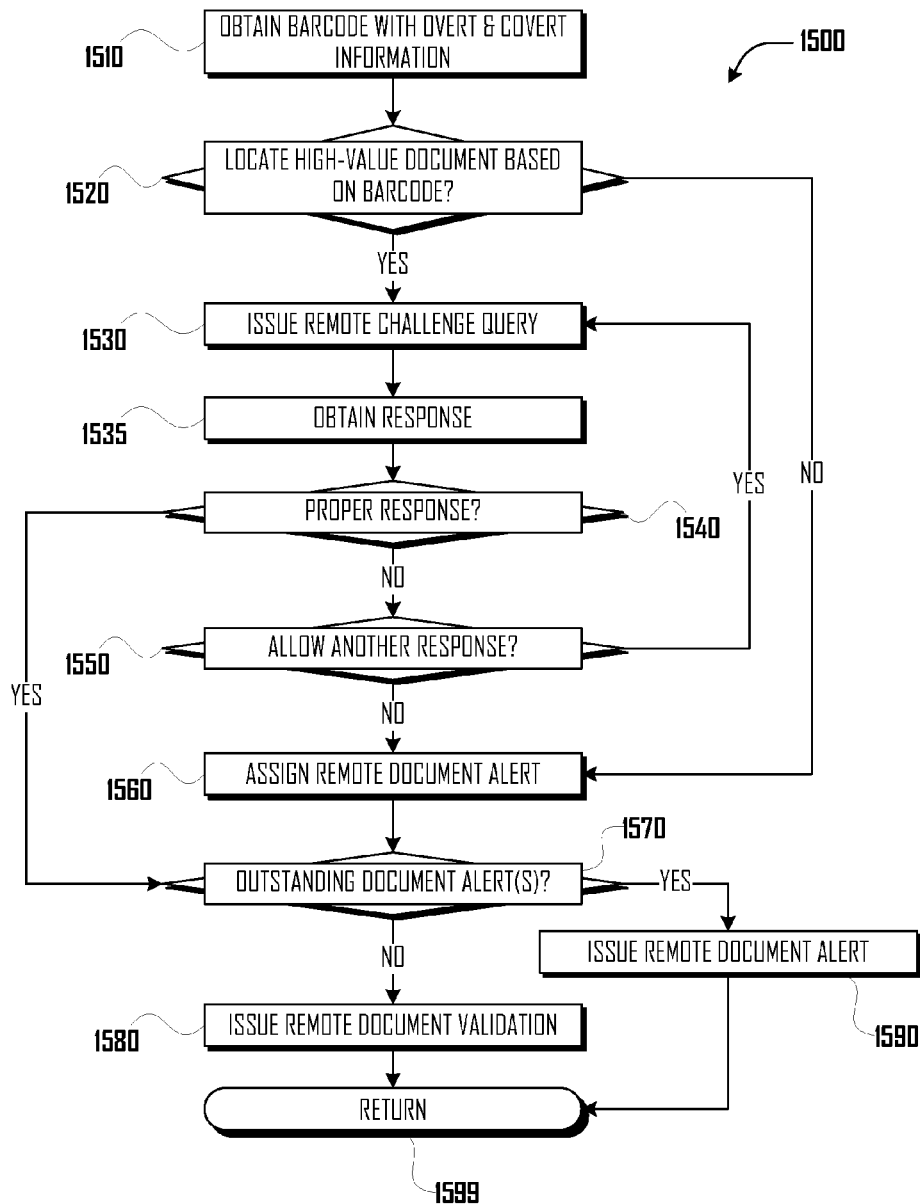 1510
OBTAIN BARCODE WITH OVERT & COVERT
INFORMATION
1500
1520
LOCATE HIGH-VALUE DOCUMENT BASED
ON BARCODE?
YES
NO
1530
ISSUE REMOTE CHALLENGE QUERY
1535
OBTAIN RESPONSE
YES
PROPER RESPONSE?
1540
NO
1550
ALLOW ANOTHER RESPONSE?
YES
NO
1560
ASSIGN REMOTE DOCUMENT ALERT
1570
OUTSTANDING DOCUMENT ALERT(S)?
YES
NO
ISSUE REMOTE DOCUMENT ALERT
1590
1580
ISSUE REMOTE DOCUMENT VALIDATION
RETURN
1599